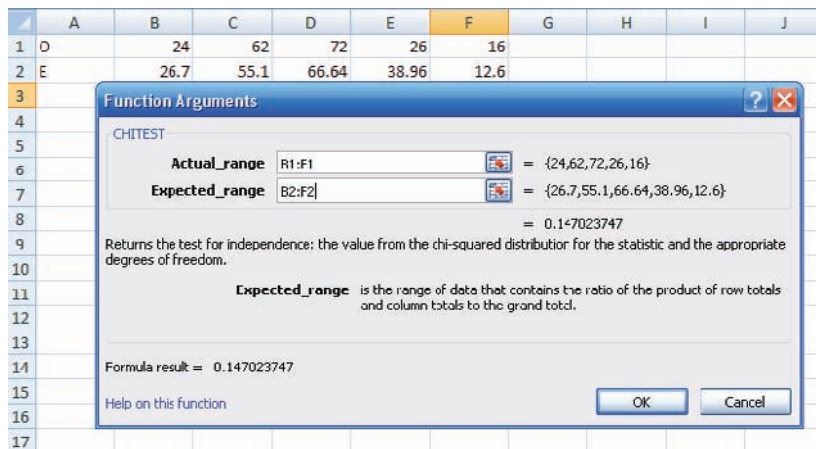 A B C D E F G H I J
1 O 24 62 72 26 16
2 E 26.7 55.1 66.64 38.96 12.6
3 Function Arguments ?
4
CHITEST
5
6 Actual_range B1:F1 = {24,62,72,26,16}
7 Expected_range B2:F2 = {26.7,55.1,66.64,38.96,12.6}
8 = 0.147023747
9 Returns the test for independence: the value from the chi-squared distribution for the statistic and the appropriate
10 degrees of freedom.
11 Expected_range is the range of data that contains the ratio of the product of row totals
12 and column totals to the grand total.
13
14 Formula result = 0.147023747
15 Help on this function OK Cancel
16
17